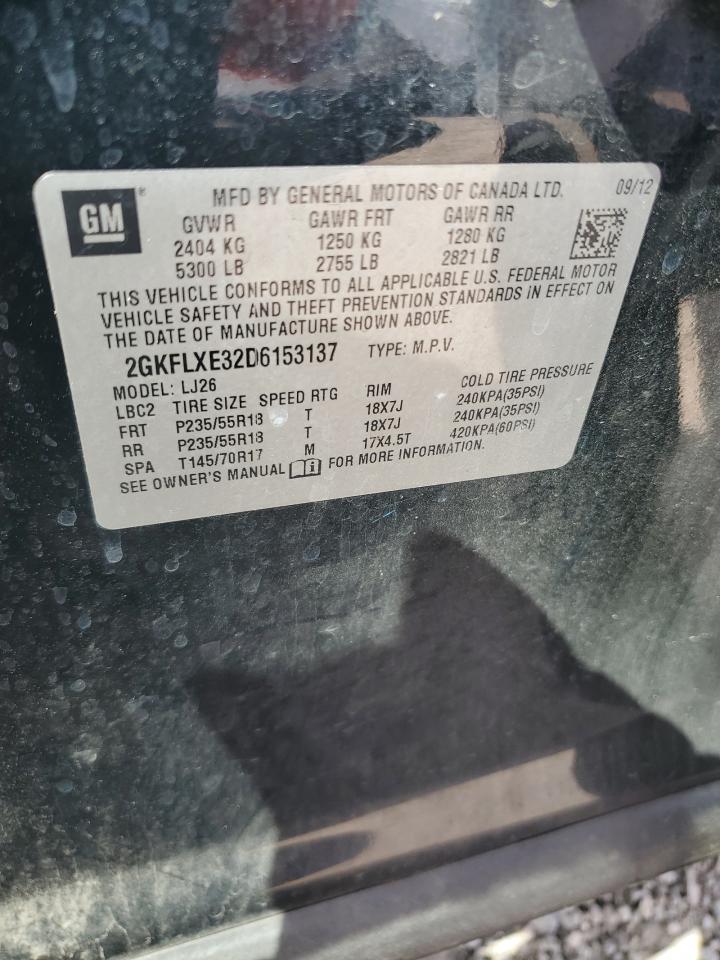 GM ® MFD BY GENERAL MOTORS OF CANADA LTD. 09/12
GVWR GAWR FRT GAWR RR
2404 KG 1250 KG 1280 KG
5300 LB 2755 LB 2821 LB
THIS VEHICLE CONFORMS TO ALL APPLICABLE U.S. FEDERAL MOTOR
VEHICLE SAFETY AND THEFT PREVENTION STANDARDS IN EFFECT ON
THE DATE OF MANUFACTURE SHOWN ABOVE.
2GKFLXE32D6153137 TYPE: M.P.V.
MODEL: LJ26
LBC2 TIRE SIZE SPEED RTG RIM COLD TIRE PRESSURE
FRT P235/55R18 T 18X7J 240KPA(35PSI)
RR P235/55R18 T 18X7J 240KPA(35PSI)
SPA T145/70R17 M 17X4.5T 420KPA(60PSI)
SEE OWNER'S MANUAL i FOR MORE INFORMATION.